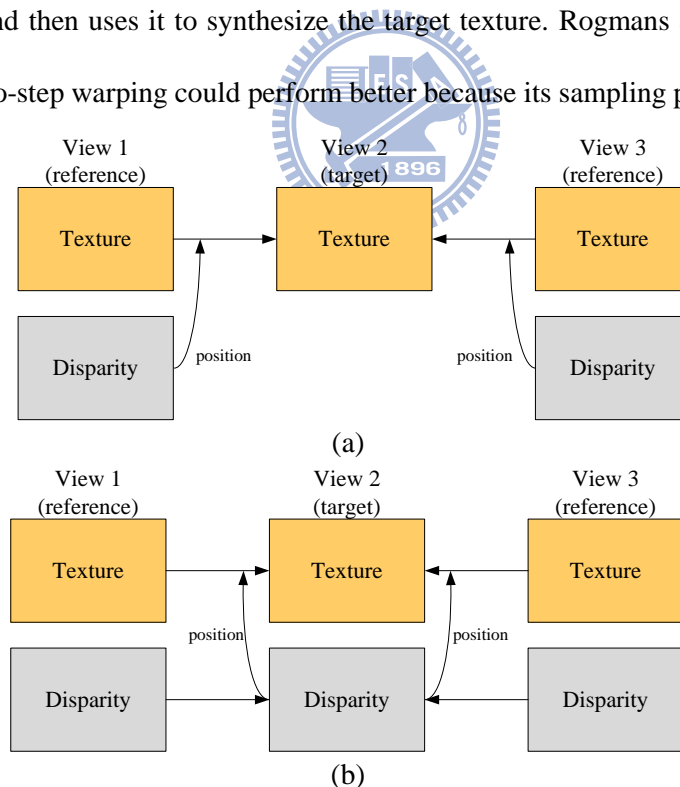 nd then uses it to synthesize the target texture. Rogmans
o-step warping could perform better because its sampling p
View 1 View 2 View 3
(reference) (target) (reference)
E S
1896
Texture Texture Texture
position position
Disparity Disparity
(a)
View 1 View 2 View 3
(reference) (target) (reference)
Texture Texture Texture
position position
Disparity Disparity Disparity
(b)